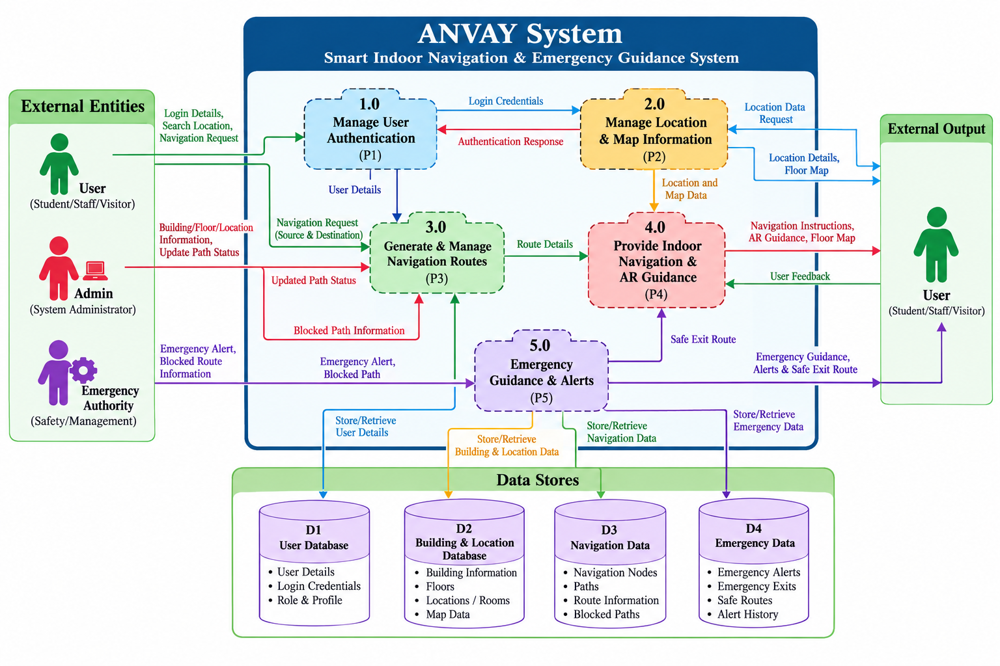 ANVAY System
Smart Indoor Navigation & Emergency Guidance System
External Entities
User
(Student/Staff/Visitor)
Admin
(System Administrator)
Emergency
Authority
(Safety/Management)
Login Details,
Search Location,
Navigation Request
Building/Floor/Location
Information,
Update Path Status
Emergency Alert,
Blocked Route
Information
1.0
Manage User
Authentication
(P1)
Login Credentials
Authentication Response
2.0
Manage Location
& Map Information
(P2)
Location Data
Request
Location Details,
Floor Map
User Details
Location and
Map Data
Navigation Request
(Source & Destination)
Updated Path Status
Blocked Path Information
3.0
Generate & Manage
Navigation Routes
(P3)
Route Details
4.0
Provide Indoor
Navigation &
AR Guidance
(P4)
Navigation Instructions,
AR Guidance, Floor Map
User Feedback
Emergency Alert,
Blocked Path
5.0
Emergency
Guidance & Alerts
(P5)
Safe Exit Route
Emergency Guidance,
Alerts & Safe Exit Route
External Output
User
(Student/Staff/Visitor)
Store/Retrieve
User Details
Store/Retrieve
Building & Location Data
Store/Retrieve
Navigation Data
Store/Retrieve
Emergency Data
Data Stores
D1
User Database
• User Details
• Login Credentials
• Role & Profile
D2
Building & Location
Database
• Building Information
• Floors
• Locations / Rooms
• Map Data
D3
Navigation Data
• Navigation Nodes
• Paths
• Route Information
• Blocked Paths
D4
Emergency Data
• Emergency Alerts
• Emergency Exits
• Safe Routes
• Alert History